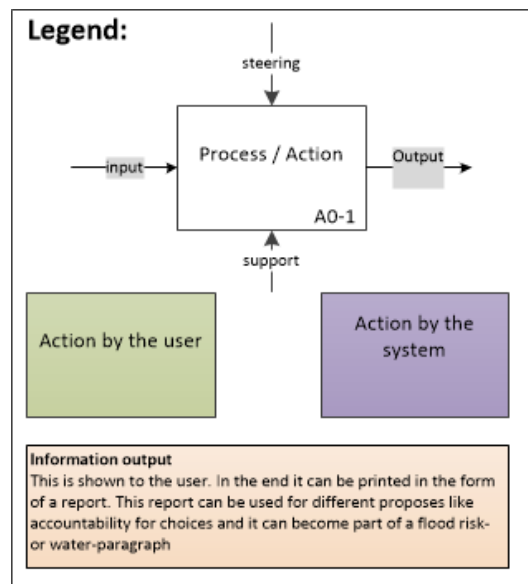 Legend:
steering
Process / Action
input
Output
A0-1
support
Action by the user
Action by the
system
Information output
This is shown to the user. In the end it can be printed in the form
of a report. This report can be used for different proposes like
accountability for choices and it can become part of a flood risk-
or water-paragraph